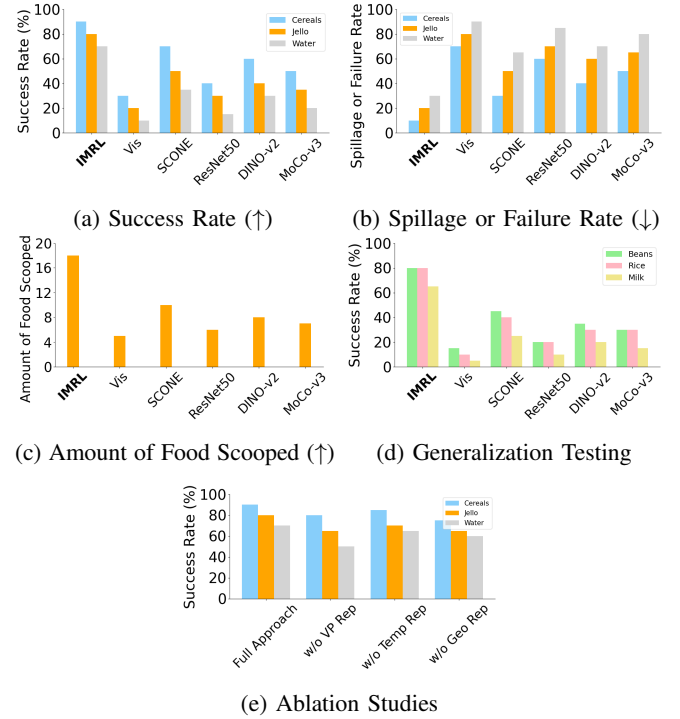 100
80
60
40
20
0
Success Rate (%)
Cereals
Jello
Water
IMRL
Vis
SCONE
ResNet50
DINO-v2
MoCo-v3
(a) Success Rate (↑)
100
80
60
40
20
0
Spillage or Failure Rate
Cereals
Jello
Water
IMRL
Vis
SCONE
ResNet50
DINO-v2
MoCo-v3
(b) Spillage or Failure Rate (↓)
20
16
12
8
4
0
Amount of Food Scooped
IMRL
Vis
SCONE
ResNet50
DINO-v2
MoCo-v3
(c) Amount of Food Scooped (↑)
100
80
60
40
20
0
Success Rate (%)
Beans
Rice
Milk
IMRL
Vis
SCONE
ResNet50
DINO-v2
MoCo-v3
(d) Generalization Testing
100
80
60
40
20
0
Success Rate (%)
Cereals
Jello
Water
Full Approach
w/o VP Rep
w/o Temp Rep
w/o Geo Rep
(e) Ablation Studies